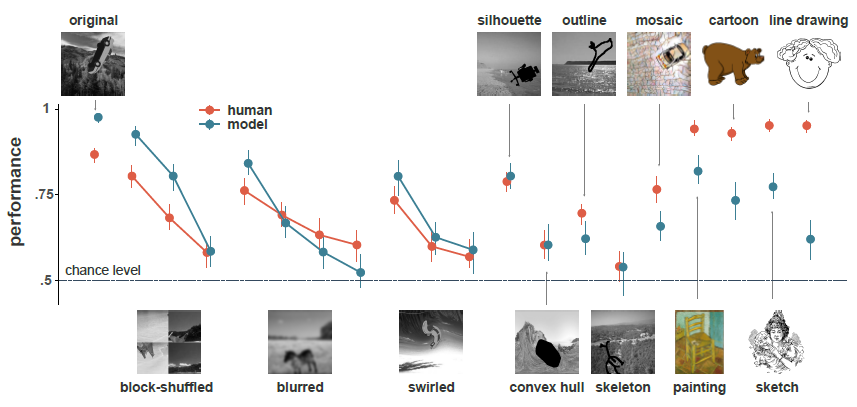 original
silhouette
outline
mosaic
cartoon
line drawing
1
human
model
performance
.75
chance level
.5
block-shuffled
blurred
swirled
convex hull
skeleton
painting
sketch